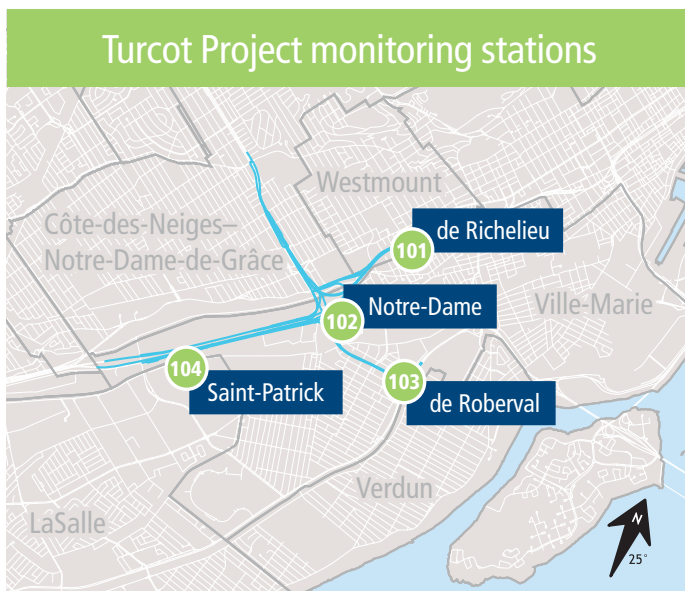 Turcot Project monitoring stations
Westmount
Côte-des-Neiges–
Notre-Dame-de-Grâce
101
de Richelieu
102
Notre-Dame
Ville-Marie
104
Saint-Patrick
103
de Roberval
Verdun
LaSalle
N
25°